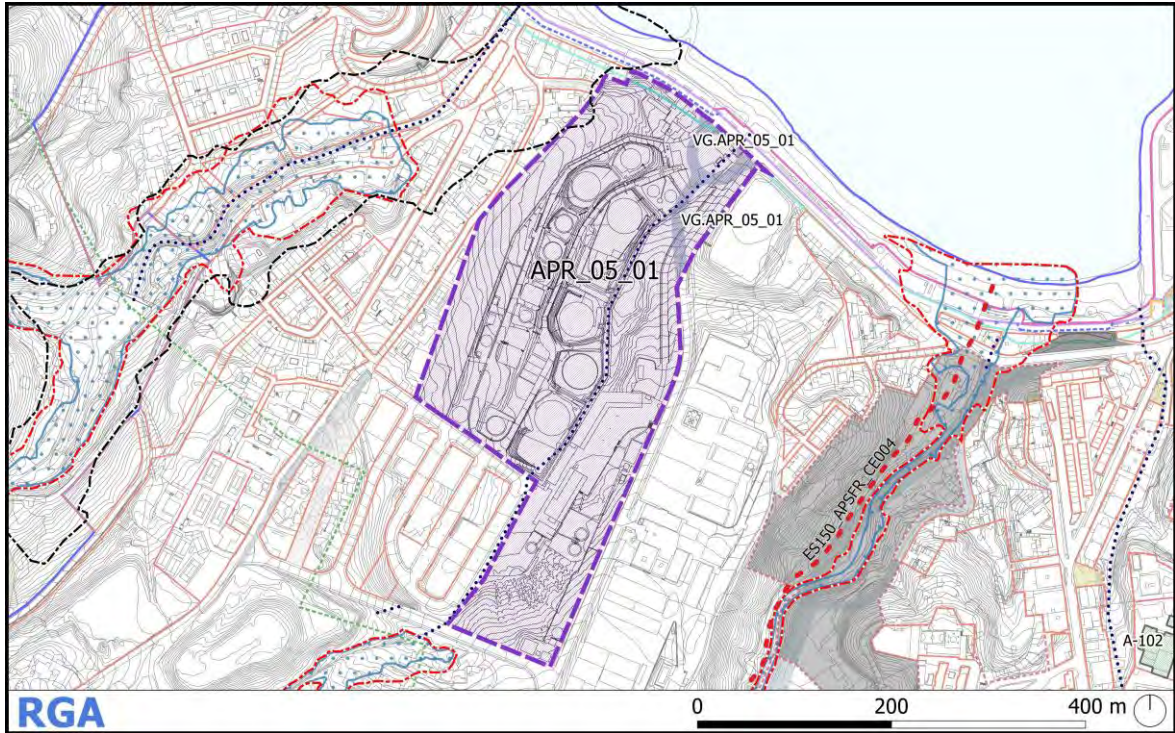 VG.APR_05_01
VG.APR_05_01
APR_05_01
ES150_APSFR_CE004
A-102
RGA
0 200 400 m